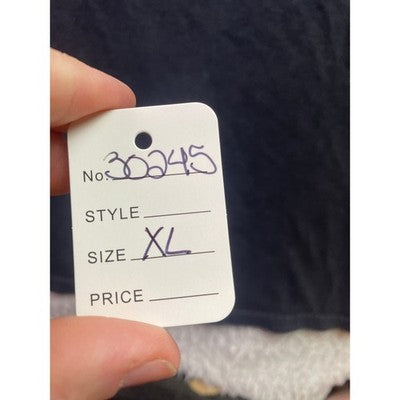 No. 30245
STYLE
SIZE XL
PRICE